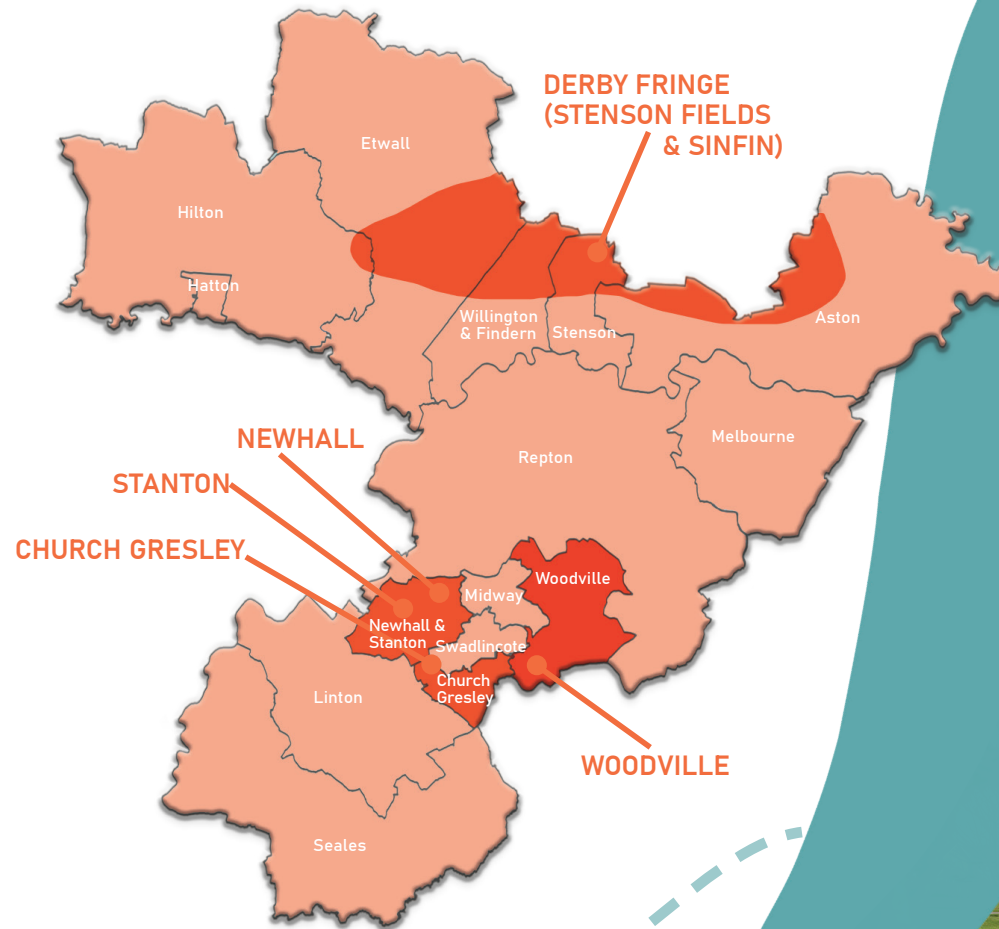 DERBY FRINGE
(STENSON FIELDS
& SINFIN)
Etwall
Hilton
Hatton
Willington
& Findern
Stenson
Aston
NEWHALL
Melbourne
Repton
STANTON
CHURCH GRESLEY
Woodville
Midway
Newhall &
Stanton
Swadlincote
Church
Gresley
Linton
WOODVILLE
Seales